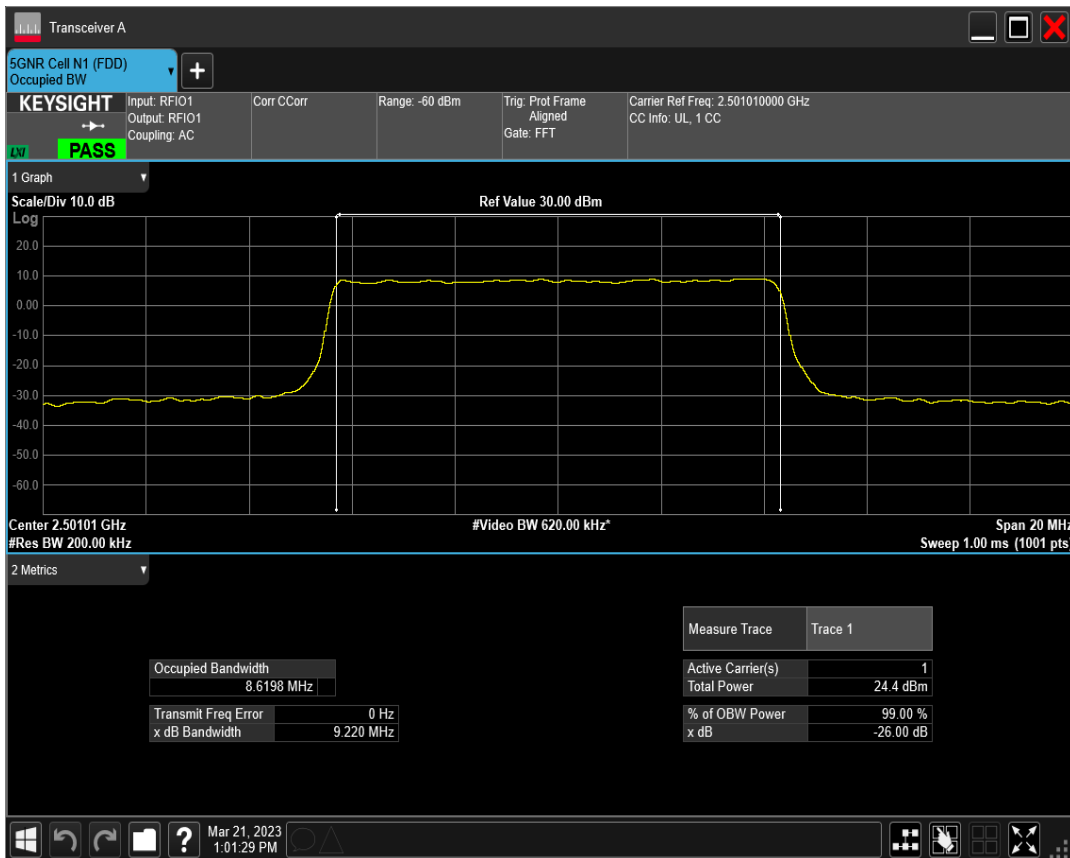 Transceiver A
5GNR Cell N1 (FDD)
Occupied BW
+
KEYSIGHT
LXI
PASS
Input: RFIO1
Output: RFIO1
Coupling: AC
Corr CCorr
Range: -60 dBm
Trig: Prot Frame
Aligned
Gate: FFT
Carrier Ref Freq: 2.501010000 GHz
CC Info: UL, 1 CC
1 Graph
Scale/Div 10.0 dB
Ref Value 30.00 dBm
Log
20.0
10.0
0.00
-10.0
-20.0
-30.0
-40.0
-50.0
-60.0
Center 2.50101 GHz
#Video BW 620.00 kHz*
Span 20 MHz
#Res BW 200.00 kHz
Sweep 1.00 ms (1001 pts)
2 Metrics
Measure Trace Trace 1
Occupied Bandwidth
8.6198 MHz
Active Carrier(s) 1
Total Power 24.4 dBm
Transmit Freq Error 0 Hz
x dB Bandwidth 9.220 MHz
% of OBW Power 99.00 %
x dB -26.00 dB
?
Mar 21, 2023
1:01:29 PM